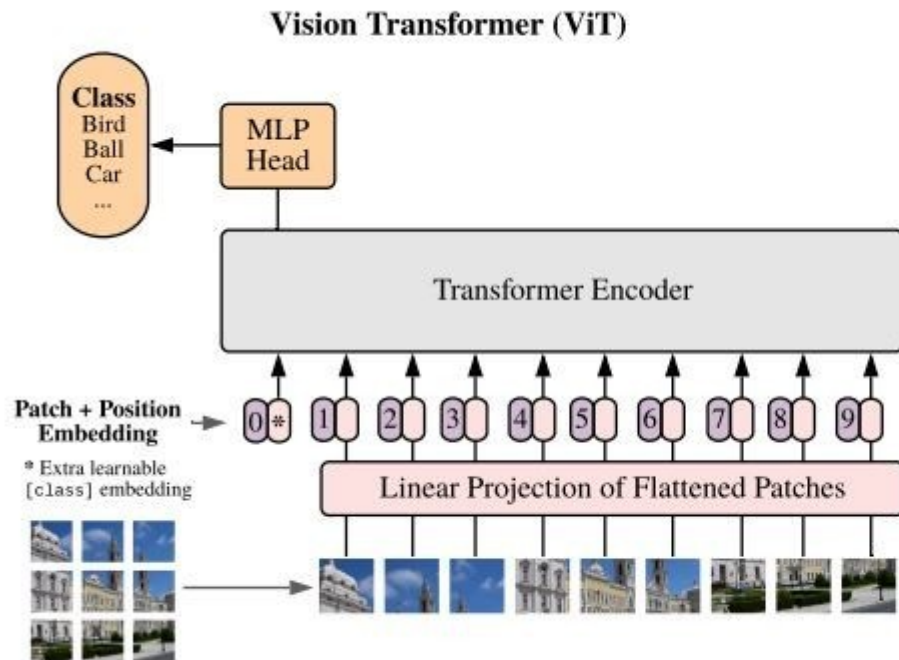 Vision Transformer (ViT)
Class
Bird
Ball
Car
...
MLP
Head
Transformer Encoder
Patch + Position
Embedding
0 * 1 2 3 4 5 6 7 8 9
* Extra learnable
[class] embedding
Linear Projection of Flattened Patches